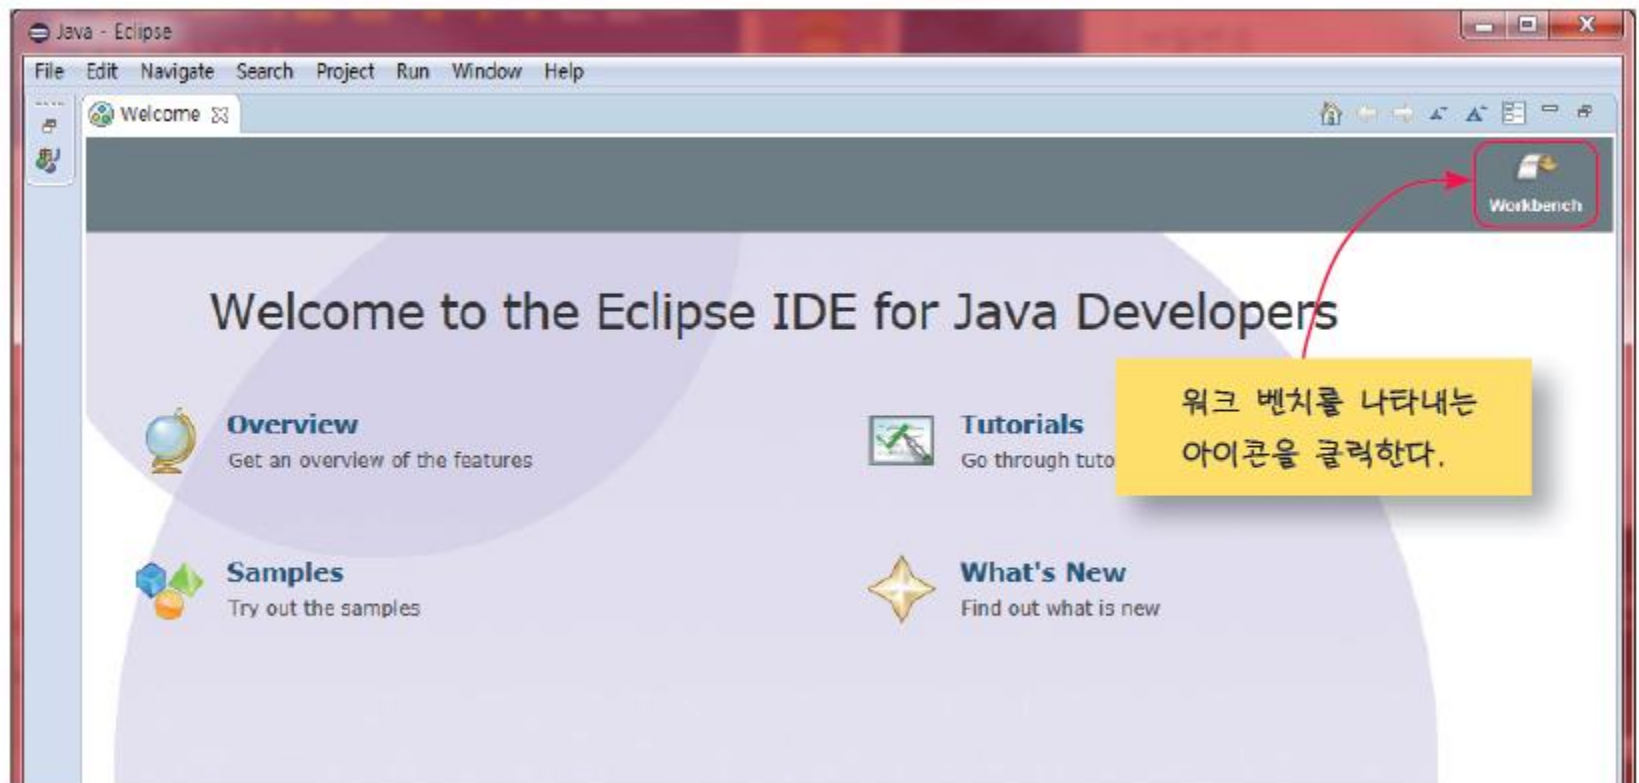 Java - Eclipse
File Edit Navigate Search Project Run Window Help
Welcome
Workbench
Welcome to the Eclipse IDE for Java Developers
Overview
Get an overview of the features
Tutorials
Go through tuto
워크 벤치를 나타내는
아이콘을 클릭한다.
Samples
Try out the samples
What's New
Find out what is new